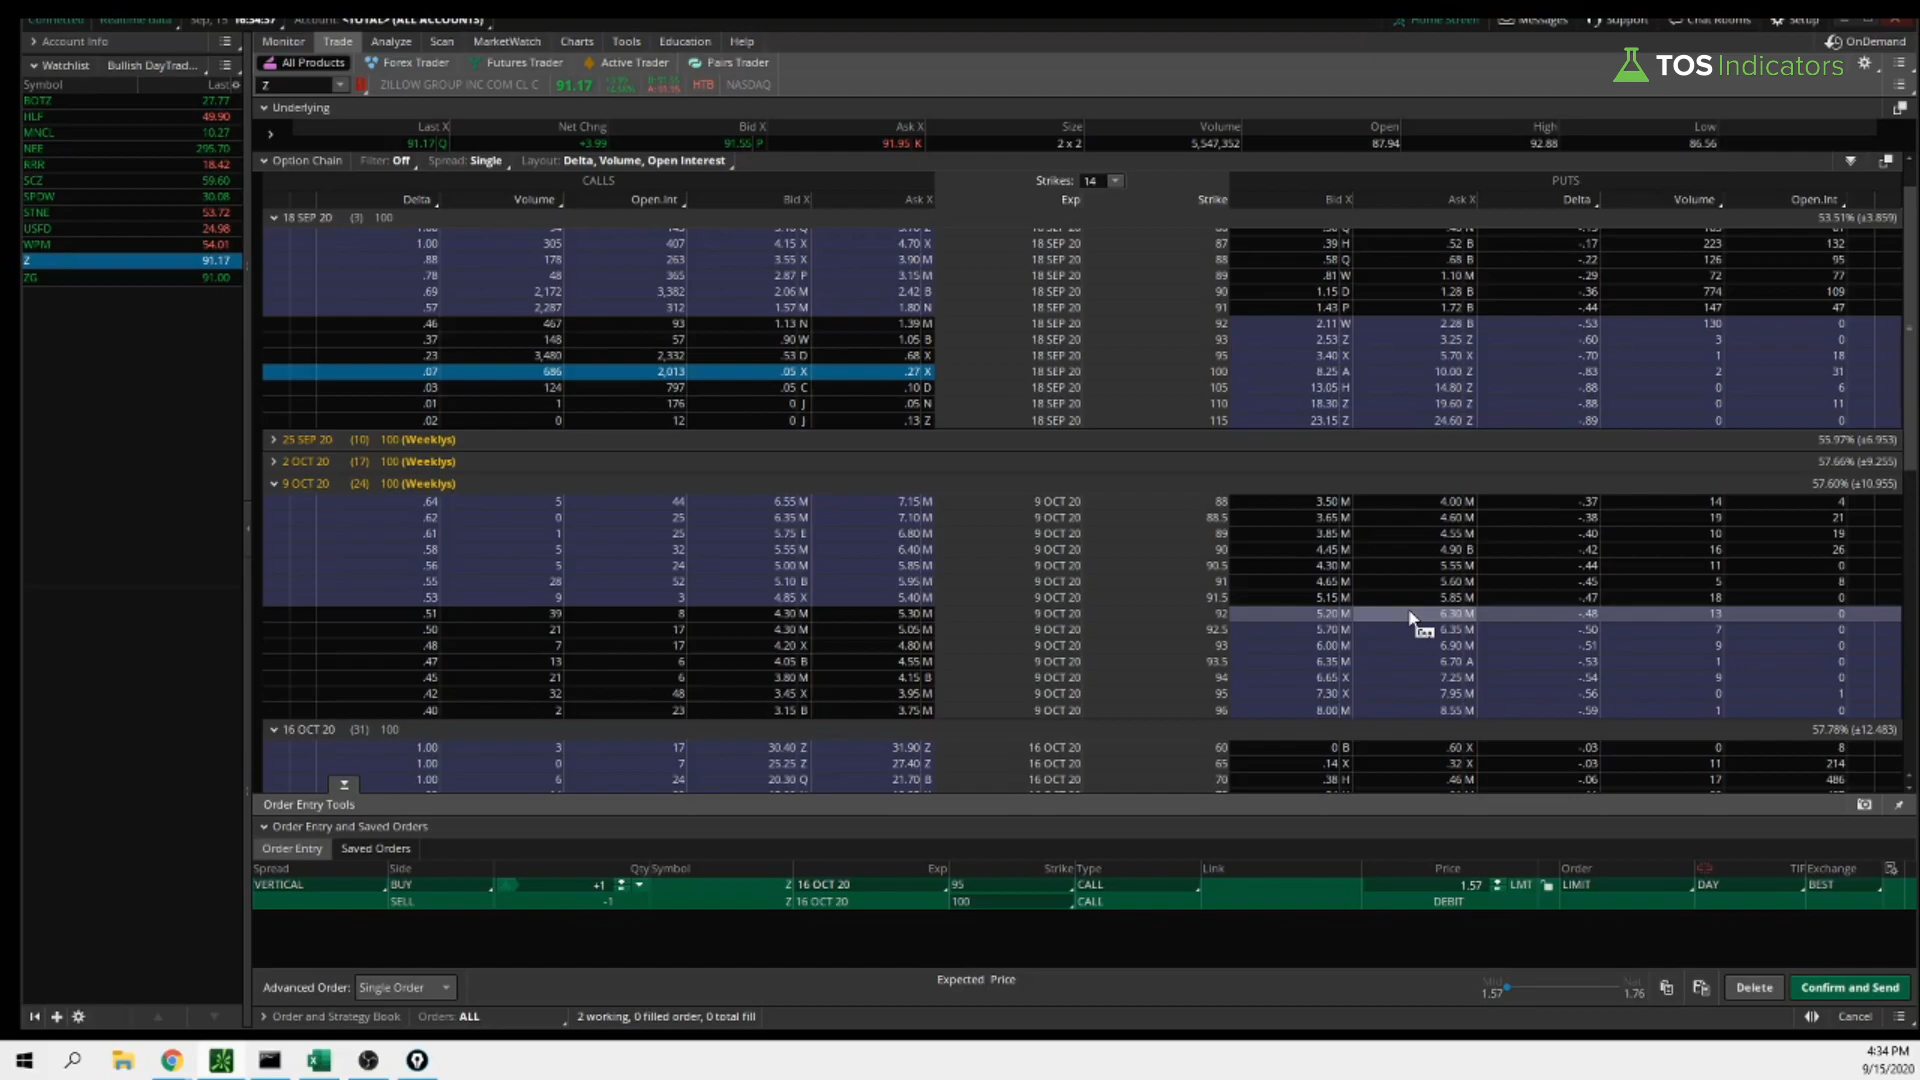 Connected Realtime data Sep, 15 16:34:37 Account: <TOTAL> (ALL ACCOUNTS) Home Screen Messages Support Chat Rooms Setup
Account Info Monitor Trade Analyze Scan MarketWatch Charts Tools Education Help OnDemand
Watchlist Bullish DayTrad... All Products Forex Trader Futures Trader Active Trader Pairs Trader TOS Indicators
Symbol Last Z ZILLOW GROUP INC COM CL C 91.17 HTB NASDAQ
BOTZ 27.77
HLF 49.90
MNCL 10.27
NEE 295.70
RRR 18.42
SCZ 59.60
SPDW 30.08
STNE 53.72
USFD 24.98
WPM 54.01
Z 91.17
ZG 91.00
Underlying
Last X Net Chng Bid X Ask X Size Volume Open High Low
91.17 Q +3.99 91.55 P 91.95 K 2 x 2 5,547,352 87.94 92.88 86.56
Option Chain Filter: Off Spread: Single Layout: Delta, Volume, Open Interest
CALLS Strikes: 14 PUTS
Delta Volume Open.Int Bid X Ask X Exp Strike Bid X Ask X Delta Volume Open.Int
18 SEP 20 (3) 100 53.51% (±3.859)
1.00 305 407 4.15 X 4.70 X 18 SEP 20 87 .39 H .52 B -.17 223 132
.88 178 263 3.55 X 3.90 M 18 SEP 20 88 .58 Q .68 B -.22 126 95
.78 48 365 2.87 P 3.15 M 18 SEP 20 89 .81 W 1.10 M -.29 72 77
.69 2,172 3,382 2.06 M 2.42 B 18 SEP 20 90 1.15 D 1.28 B -.36 774 109
.57 2,287 312 1.57 M 1.80 N 18 SEP 20 91 1.43 P 1.72 B -.44 147 47
.46 467 93 1.13 N 1.39 M 18 SEP 20 92 2.11 W 2.28 B -.53 130 0
.37 148 57 .90 W 1.05 B 18 SEP 20 93 2.53 Z 3.25 Z -.60 3 0
.23 3,480 2,332 .53 D .68 X 18 SEP 20 95 3.40 X 5.70 X -.70 1 18
.07 686 2,013 .05 X .27 X 18 SEP 20 100 8.25 A 10.00 Z -.83 2 31
.03 124 797 .05 C .10 D 18 SEP 20 105 13.05 H 14.80 Z -.88 0 6
.01 1 176 0 J .05 N 18 SEP 20 110 18.30 Z 19.60 Z -.88 0 11
.02 0 12 0 J .13 Z 18 SEP 20 115 23.15 Z 24.60 Z -.89 0 0
25 SEP 20 (10) 100 (Weeklys) 55.97% (±6.953)
2 OCT 20 (17) 100 (Weeklys) 57.66% (±9.255)
9 OCT 20 (24) 100 (Weeklys) 57.60% (±10.955)
.64 5 44 6.55 M 7.15 M 9 OCT 20 88 3.50 M 4.00 M -.37 14 4
.62 0 25 6.35 M 7.10 M 9 OCT 20 88.5 3.65 M 4.60 M -.38 19 21
.61 1 25 5.75 E 6.80 M 9 OCT 20 89 3.85 M 4.55 M -.40 10 19
.58 5 32 5.55 M 6.40 M 9 OCT 20 90 4.45 M 4.90 B -.42 16 26
.56 5 24 5.00 M 5.85 M 9 OCT 20 90.5 4.30 M 5.55 M -.44 11 0
.55 28 52 5.10 B 5.95 M 9 OCT 20 91 4.65 M 5.60 M -.45 5 8
.53 9 3 4.85 X 5.40 M 9 OCT 20 91.5 5.15 M 5.85 M -.47 18 0
.51 39 8 4.30 M 5.30 M 9 OCT 20 92 5.20 M 6.30 M -.48 13 0
.50 21 17 4.30 M 5.05 M 9 OCT 20 92.5 5.70 M 6.35 M -.50 7 0
.48 7 17 4.20 X 4.80 M 9 OCT 20 93 6.00 M 6.90 M -.51 9 0
.47 13 6 4.05 B 4.55 M 9 OCT 20 93.5 6.35 M 6.70 A -.53 1 0
.45 21 6 3.80 M 4.15 B 9 OCT 20 94 6.65 X 7.25 M -.54 9 0
.42 32 48 3.45 X 3.95 M 9 OCT 20 95 7.30 X 7.95 M -.56 0 1
.40 2 23 3.15 B 3.75 M 9 OCT 20 96 8.00 M 8.55 M -.59 1 0
16 OCT 20 (31) 100 57.78% (±12.483)
1.00 3 17 30.40 Z 31.90 Z 16 OCT 20 60 0 B .60 X -.03 0 8
1.00 0 7 25.25 Z 27.40 Z 16 OCT 20 65 .14 X .32 X -.03 11 214
1.00 6 24 20.30 Q 21.70 B 16 OCT 20 70 .38 H .46 M -.06 17 486
Order Entry Tools
Order Entry and Saved Orders
Order Entry Saved Orders
Spread Side Qty Symbol Exp Strike Type Link Price Order TIF Exchange
VERTICAL BUY +1 Z 16 OCT 20 95 CALL 1.57 LMT LIMIT DAY BEST
SELL -1 Z 16 OCT 20 100 CALL DEBIT
Advanced Order: Single Order Expected Price Mid 1.57 Nat 1.76 Delete Confirm and Send
Order and Strategy Book Orders: ALL 2 working, 0 filled order, 0 total fill Cancel
4:34 PM
9/15/2020